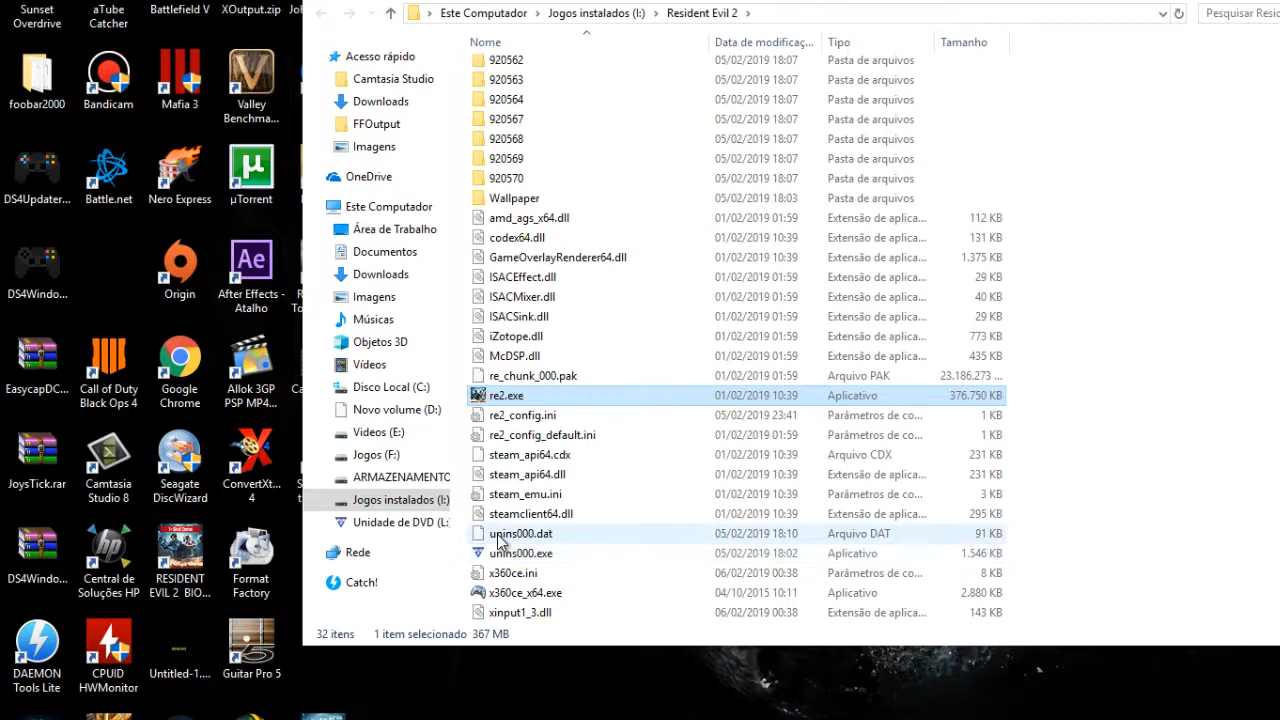 Sunset
Overdrive
aTube
Catcher
Battlefield V
XOutput.zip
foobar2000
Bandicam
Mafia 3
Valley
Benchma...
DS4Updater...
Battle.net
Nero Express
µTorrent
DS4Windo...
Origin
After Effects -
Atalho
EasycapDC...
Call of Duty
Black Ops 4
Google
Chrome
Allok 3GP
PSP MP4...
JoysTick.rar
Camtasia
Studio 8
Seagate
DiscWizard
ConvertXt...
4
DS4Windo...
Central de
Soluções HP
RESIDENT
EVIL 2 BIO...
Format
Factory
DAEMON
Tools Lite
CPUID
HWMonitor
Untitled-1....
Guitar Pro 5
Este Computador > Jogos instalados (I:) > Resident Evil 2 >
Pesquisar Resid
Acesso rápido
Camtasia Studio
Downloads
FFOutput
Imagens
OneDrive
Este Computador
Área de Trabalho
Documentos
Downloads
Imagens
Músicas
Objetos 3D
Vídeos
Disco Local (C:)
Novo volume (D:)
Videos (E:)
Jogos (F:)
ARMAZENAMENTO
Jogos instalados (I:)
Unidade de DVD (L:
Rede
Catch!
Nome Data de modificaç... Tipo Tamanho
920562 05/02/2019 18:07 Pasta de arquivos
920563 05/02/2019 18:07 Pasta de arquivos
920564 05/02/2019 18:07 Pasta de arquivos
920567 05/02/2019 18:07 Pasta de arquivos
920568 05/02/2019 18:07 Pasta de arquivos
920569 05/02/2019 18:07 Pasta de arquivos
920570 05/02/2019 18:07 Pasta de arquivos
Wallpaper 05/02/2019 18:03 Pasta de arquivos
amd_ags_x64.dll 01/02/2019 01:59 Extensão de aplica... 112 KB
codex64.dll 01/02/2019 10:39 Extensão de aplica... 131 KB
GameOverlayRenderer64.dll 01/02/2019 10:39 Extensão de aplica... 1.375 KB
ISACEffect.dll 01/02/2019 01:59 Extensão de aplica... 29 KB
ISACMixer.dll 01/02/2019 01:59 Extensão de aplica... 40 KB
ISACSink.dll 01/02/2019 01:59 Extensão de aplica... 29 KB
iZotope.dll 01/02/2019 01:59 Extensão de aplica... 773 KB
McDSP.dll 01/02/2019 01:59 Extensão de aplica... 435 KB
re_chunk_000.pak 01/02/2019 01:59 Arquivo PAK 23.186.273 ...
re2.exe 01/02/2019 10:39 Aplicativo 376.750 KB
re2_config.ini 05/02/2019 23:41 Parâmetros de co... 1 KB
re2_config_default.ini 01/02/2019 01:59 Parâmetros de co... 1 KB
steam_api64.cdx 01/02/2019 10:39 Arquivo CDX 231 KB
steam_api64.dll 01/02/2019 10:39 Extensão de aplica... 231 KB
steam_emu.ini 01/02/2019 10:39 Parâmetros de co... 3 KB
steamclient64.dll 01/02/2019 10:39 Extensão de aplica... 295 KB
unins000.dat 05/02/2019 18:10 Arquivo DAT 91 KB
unins000.exe 05/02/2019 18:02 Aplicativo 1.546 KB
x360ce.ini 06/02/2019 00:38 Parâmetros de co... 8 KB
x360ce_x64.exe 04/10/2015 10:11 Aplicativo 2.880 KB
xinput1_3.dll 06/02/2019 00:38 Extensão de aplica... 143 KB
32 itens 1 item selecionado 367 MB